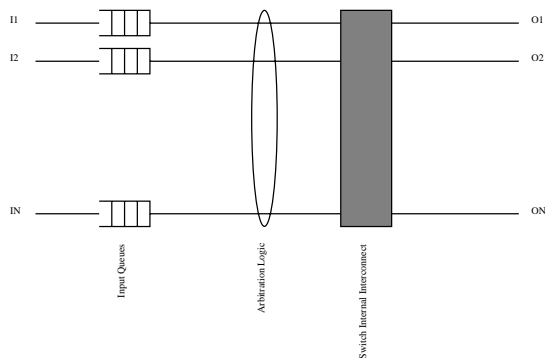 I1
O1
I2
O2
IN
ON
Input Queues
Arbitration Logic
Switch Internal Interconnect